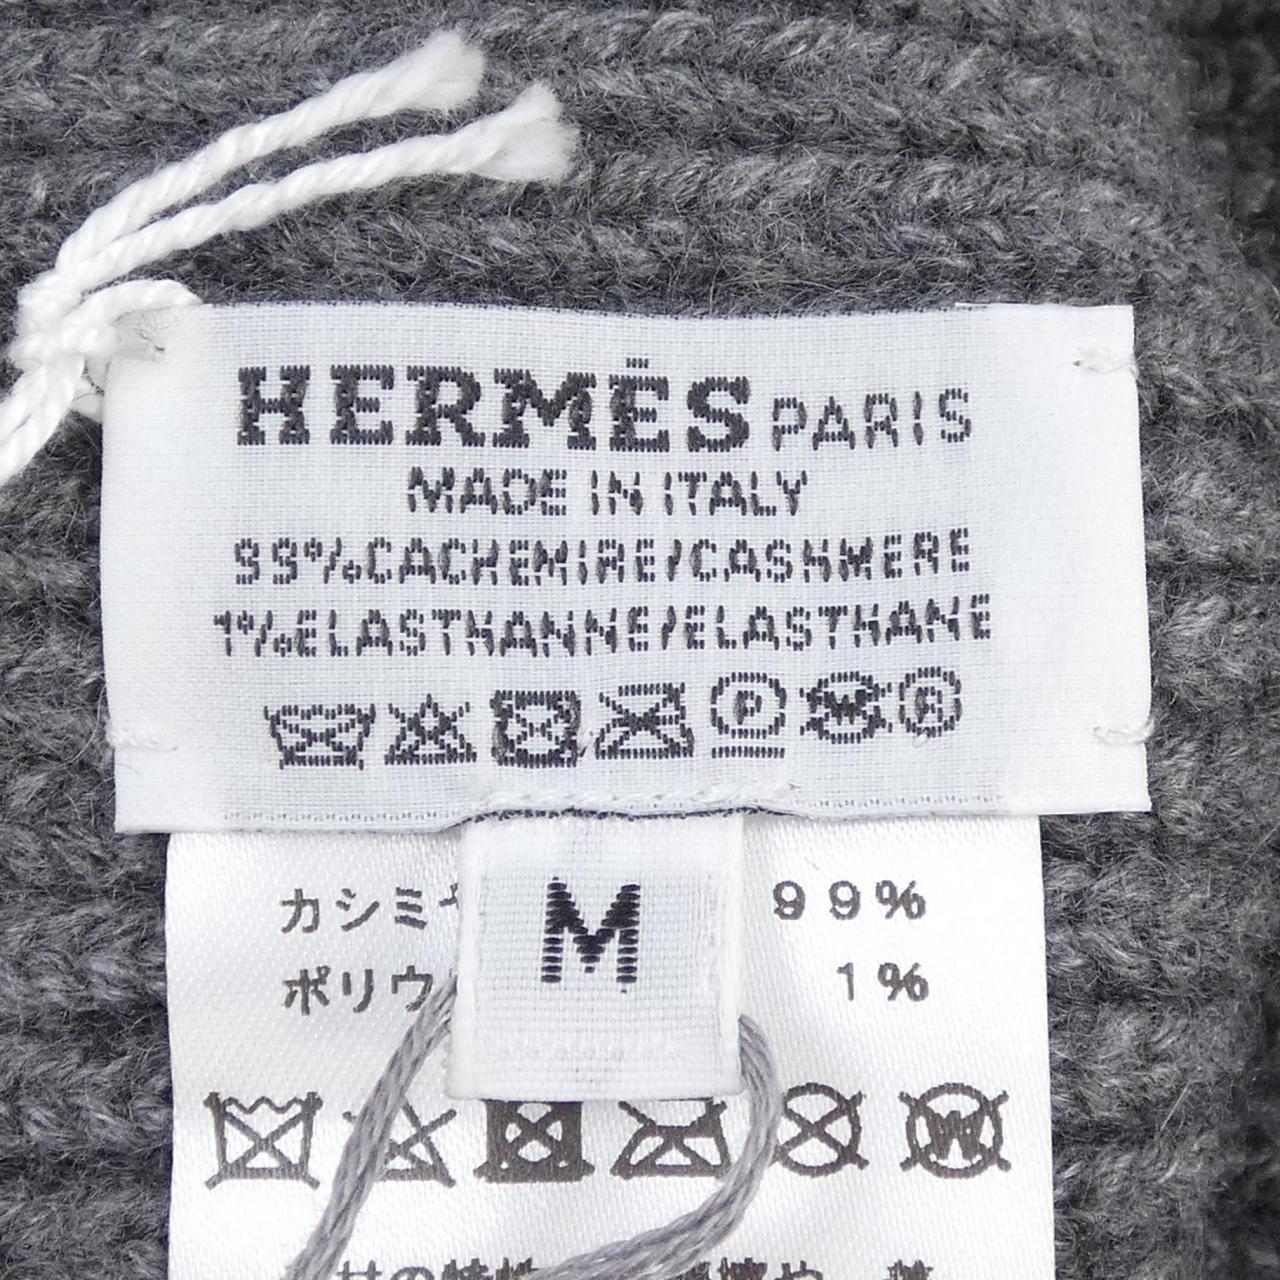 HERMÈS PARIS
MADE IN ITALY
99%CACHEMIRE/CASHMERE
1%ELASTHANNE/ELASTHANE
P W R
M
カシミ 99%
ポリウ 1%
W